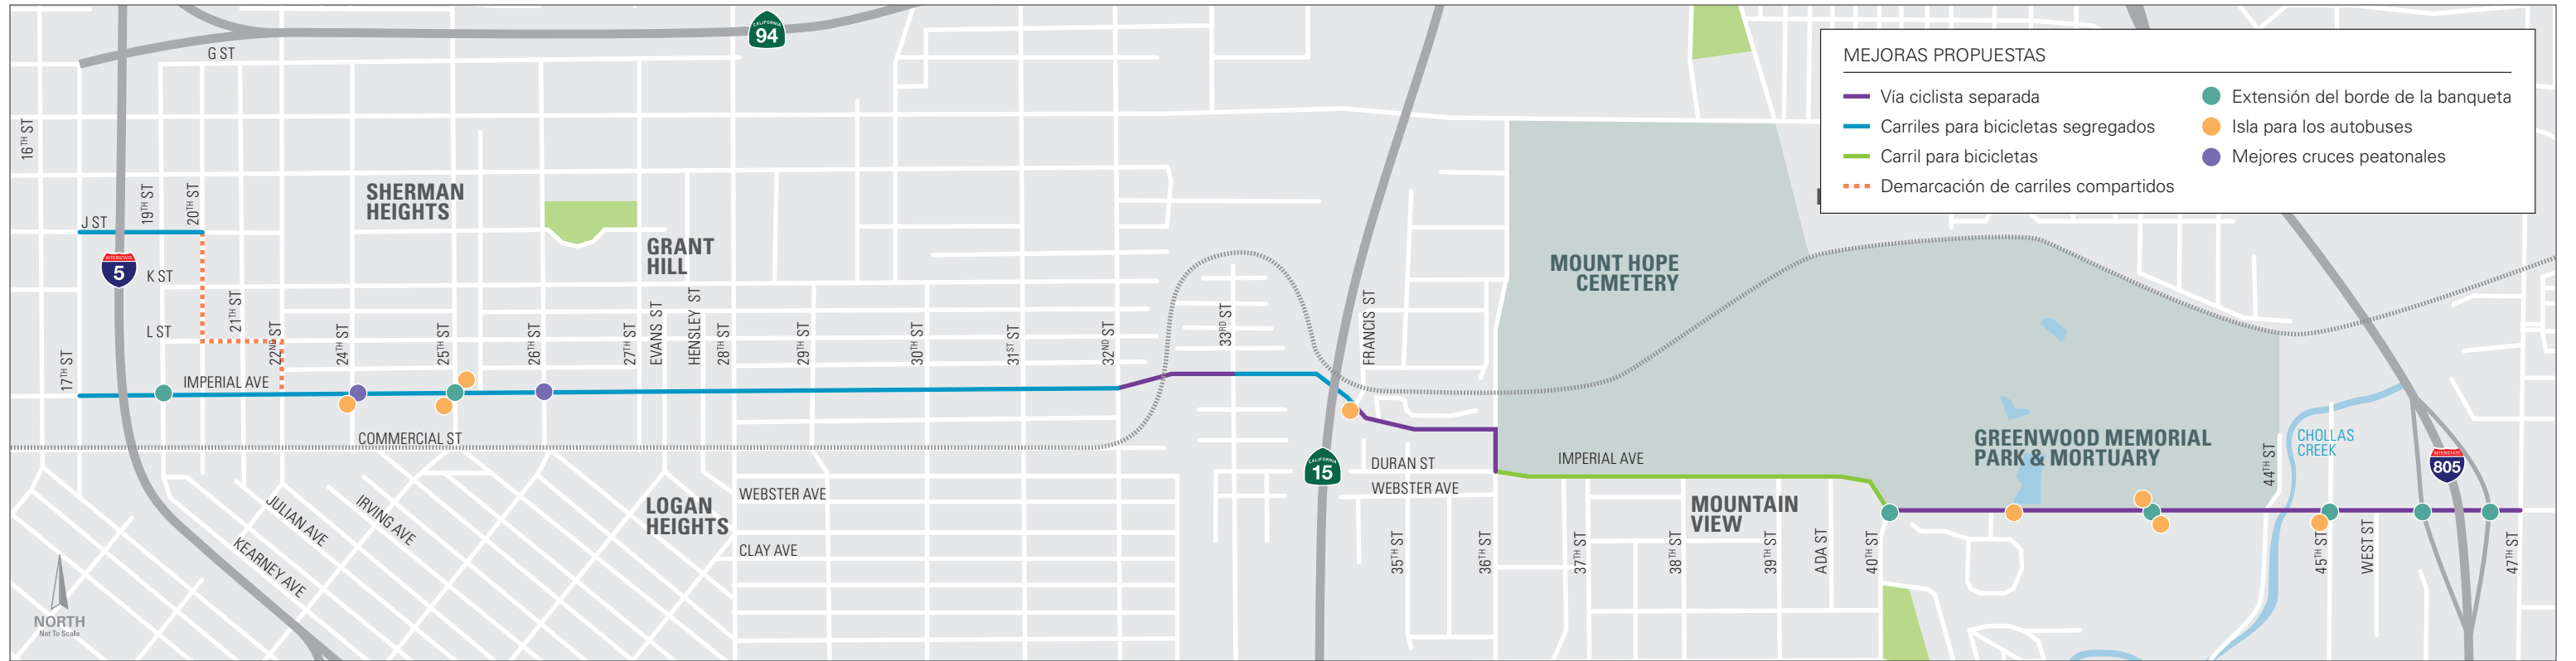 CALIFORNIA
94
G ST
MEJORAS PROPUESTAS
Vía ciclista separada
Carriles para bicicletas segregados
Carril para bicicletas
Demarcación de carriles compartidos
Extensión del borde de la banqueta
Isla para los autobuses
Mejores cruces peatonales
16TH ST
19TH ST
20TH ST
SHERMAN
HEIGHTS
J ST
INTERSTATE
5
K ST
GRANT
HILL
MOUNT HOPE
CEMETERY
21TH ST
L ST
17TH ST
22ND ST
24TH ST
25TH ST
26TH ST
27TH ST
EVANS ST
HENSLEY ST
28TH ST
29TH ST
30TH ST
31ST ST
32ND ST
33RD ST
FRANCIS ST
IMPERIAL AVE
COMMERCIAL ST
CALIFORNIA
15
DURAN ST
WEBSTER AVE
IMPERIAL AVE
GREENWOOD MEMORIAL
PARK & MORTUARY
44TH ST
CHOLLAS
CREEK
INTERSTATE
805
JULIAN AVE
IRVING AVE
KEARNEY AVE
LOGAN
HEIGHTS
WEBSTER AVE
CLAY AVE
MOUNTAIN
VIEW
35TH ST
36TH ST
37TH ST
38TH ST
39TH ST
ADA ST
40TH ST
45TH ST
WEST ST
47TH ST
NORTH
Not To Scale